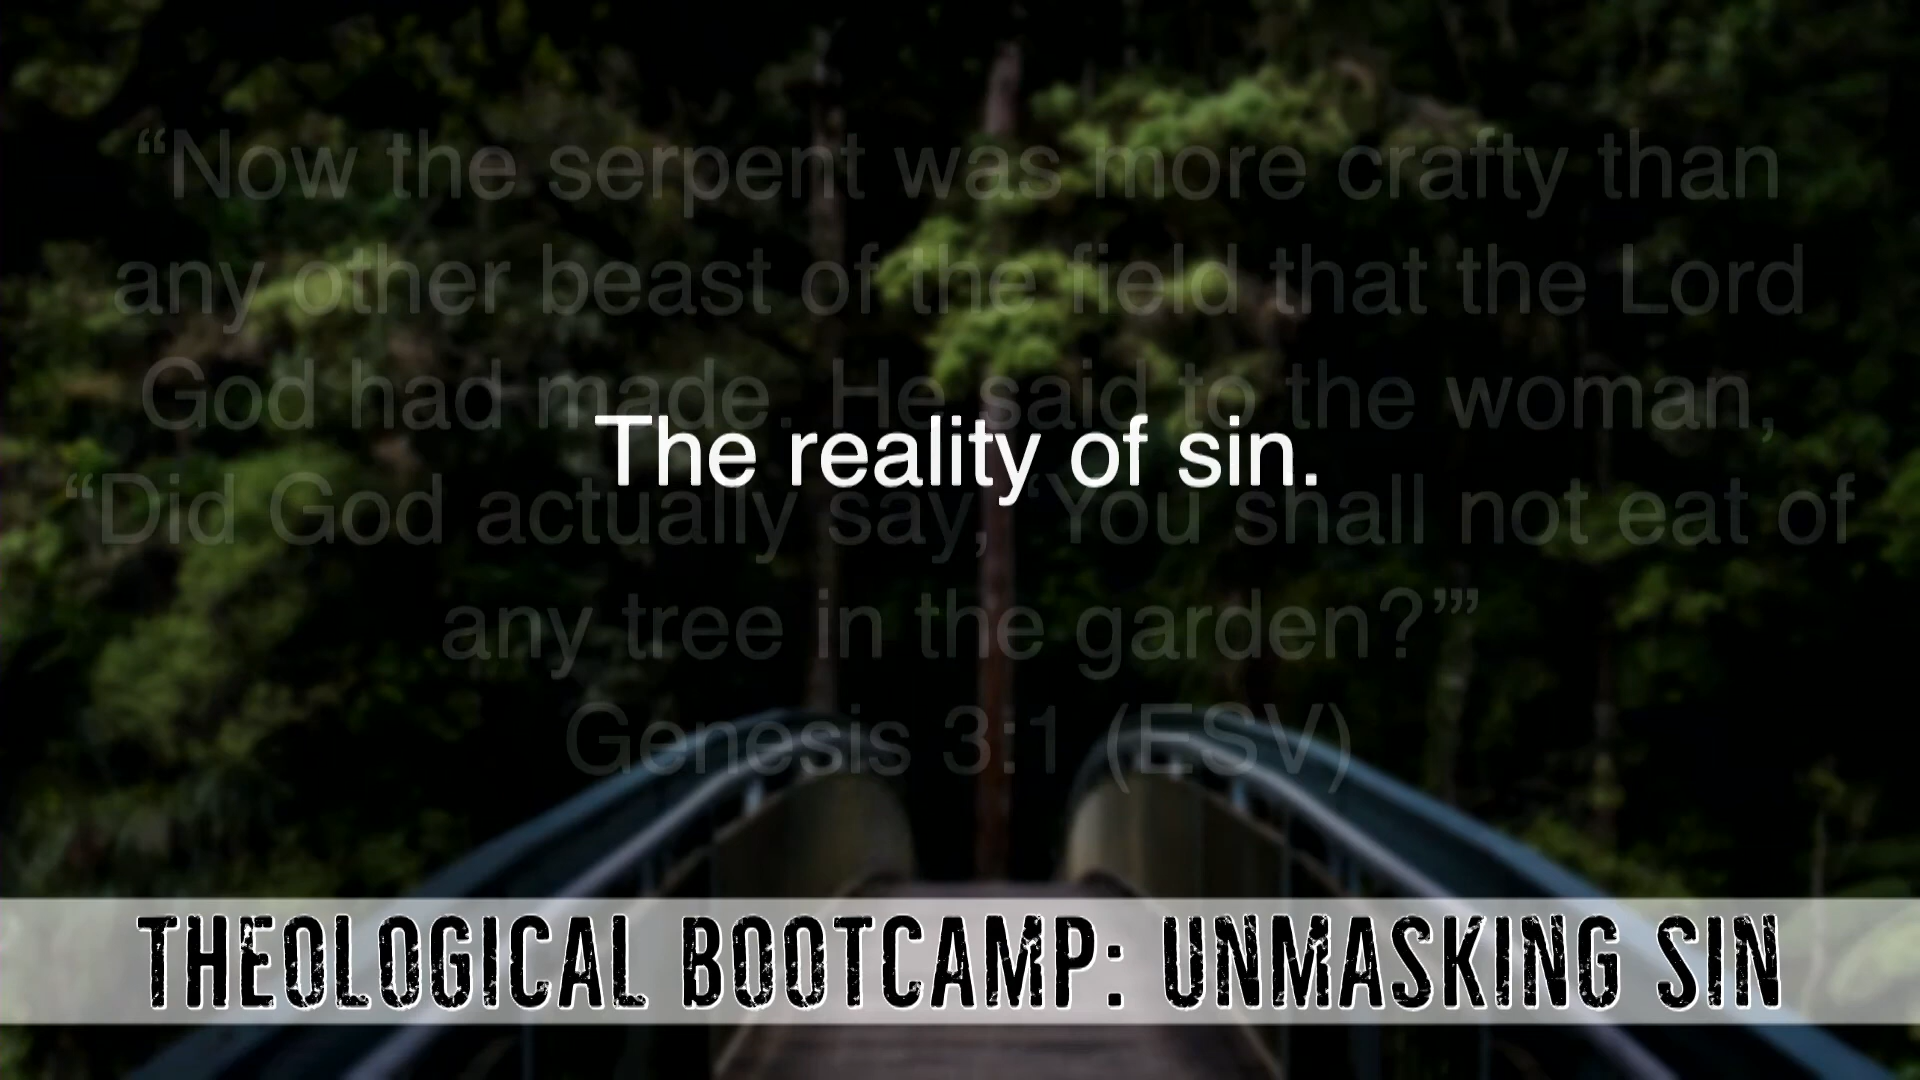 “Now the serpent was more crafty than
any other beast of the field that the Lord
God had made. He said to the woman,
The reality of sin.
“Did God actually say, ‘You shall not eat of
any tree in the garden?’”
Genesis 3:1 (ESV)
THEOLOGICAL BOOTCAMP: UNMASKING SIN